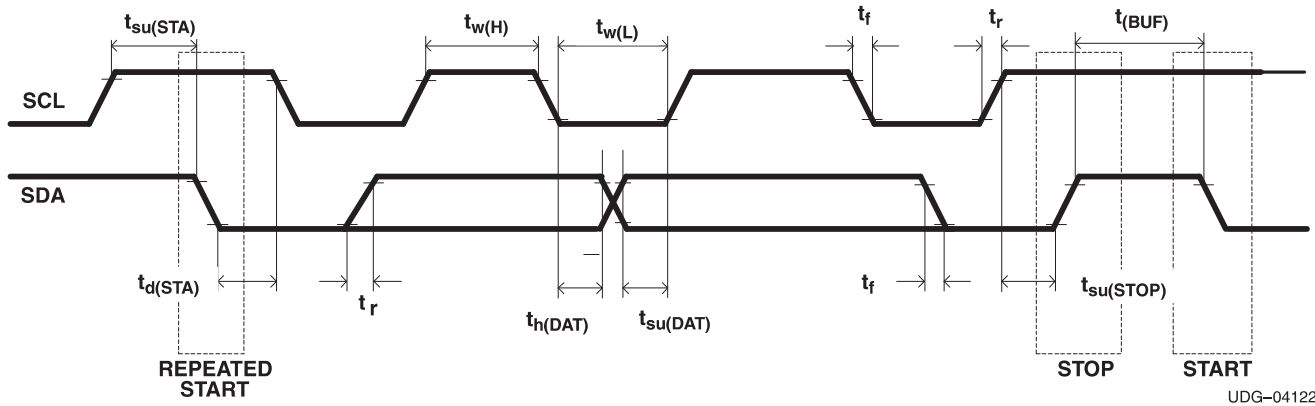 tsu(STA)
tw(H)
tw(L)
tf
tr
t(BUF)
SCL
SDA
td(STA)
tr
th(DAT)
tsu(DAT)
tf
tsu(STOP)
REPEATED
START
STOP
START
UDG–04122